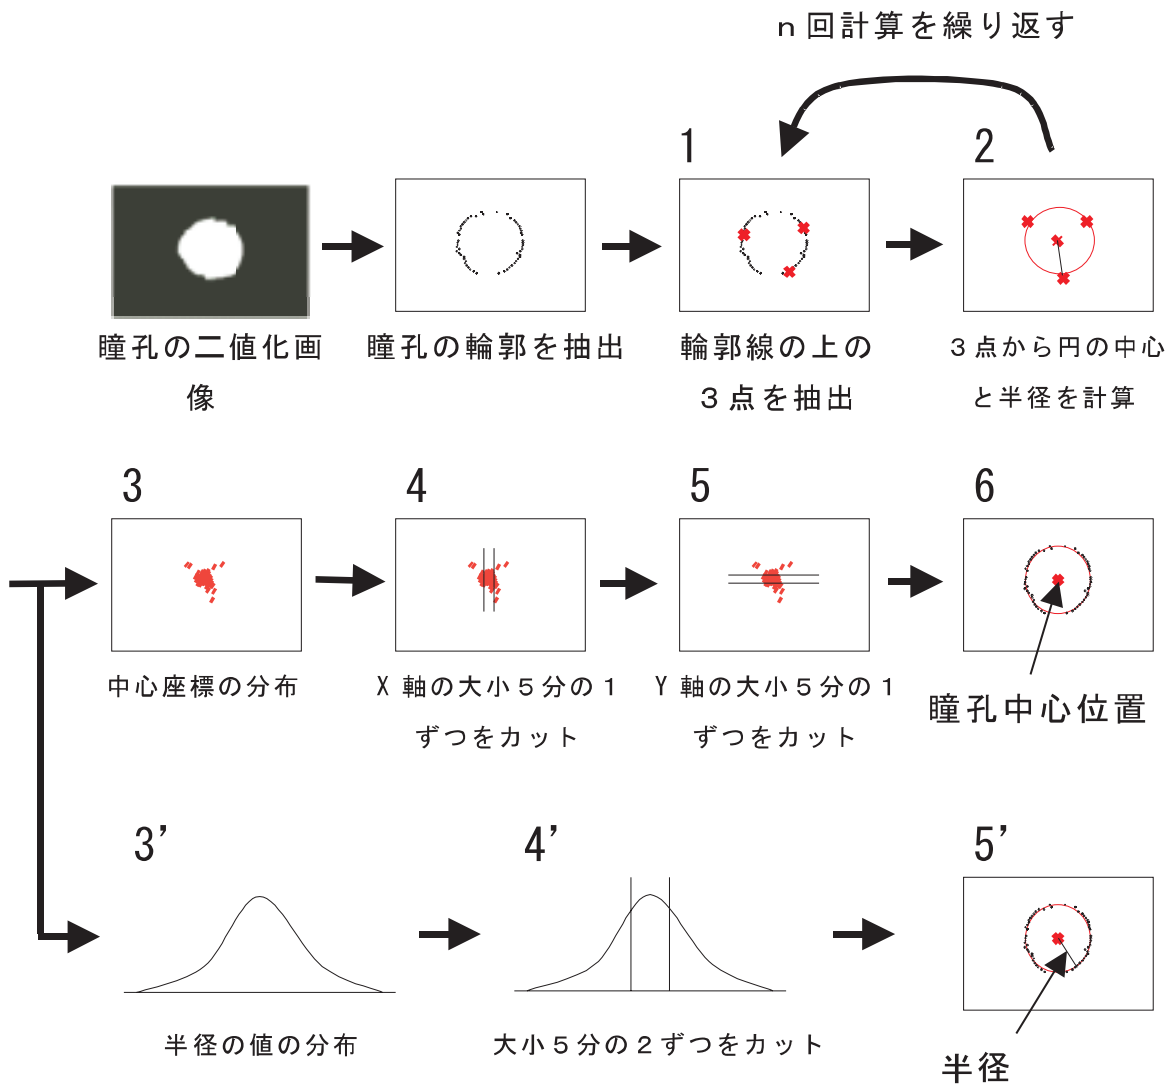 n回計算を繰り返す
1
2
瞳孔の二値化画
像
瞳孔の輪郭を抽出
輪郭線の上の
３点を抽出
３点から円の中心
と半径を計算
3
4
5
6
中心座標の分布
X 軸の大小５分の１
ずつをカット
Y 軸の大小５分の１
ずつをカット
瞳孔中心位置
3’
4’
5’
半径の値の分布
大小５分の２ずつをカット
半径